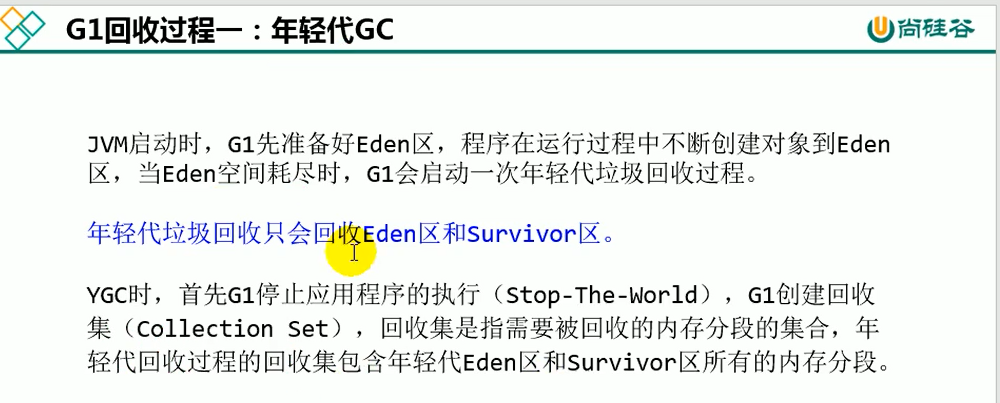 G1回收过程一：年轻代GC
尚硅谷
JVM启动时，G1先准备好Eden区，程序在运行过程中不断创建对象到Eden
区，当Eden空间耗尽时，G1会启动一次年轻代垃圾回收过程。
年轻代垃圾回收只会回收Eden区和Survivor区。
YGC时，首先G1停止应用程序的执行（Stop-The-World），G1创建回收
集（Collection Set），回收集是指需要被回收的内存分段的集合，年
轻代回收过程的回收集包含年轻代Eden区和Survivor区所有的内存分段。